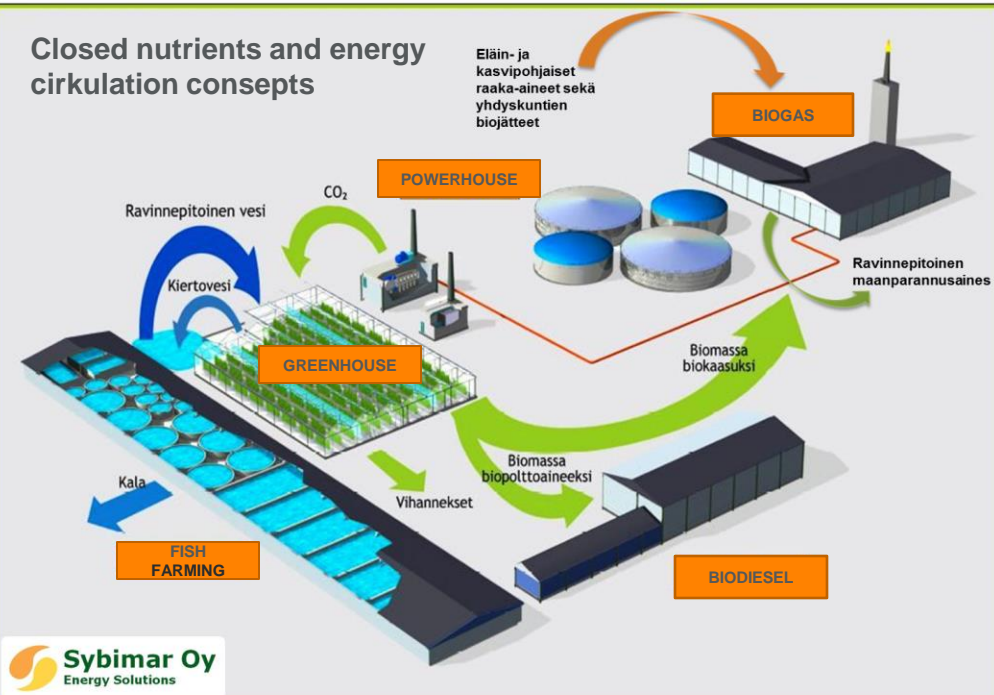 Closed nutrients and energy
cirkulation consepts
Eläin- ja
kasvipohjaiset
raaka-aineet sekä
yhdyskuntien
biojätteet
BIOGAS
POWERHOUSE
CO₂
Ravinnepitoinen vesi
Kiertovesi
Ravinnepitoinen
maanparannusaines
GREENHOUSE
Biomassa
biokaasuksi
Biomassa
biopolttoaineeksi
Kala
Vihannekset
FISH
FARMING
BIODIESEL
Sybimar Oy
Energy Solutions